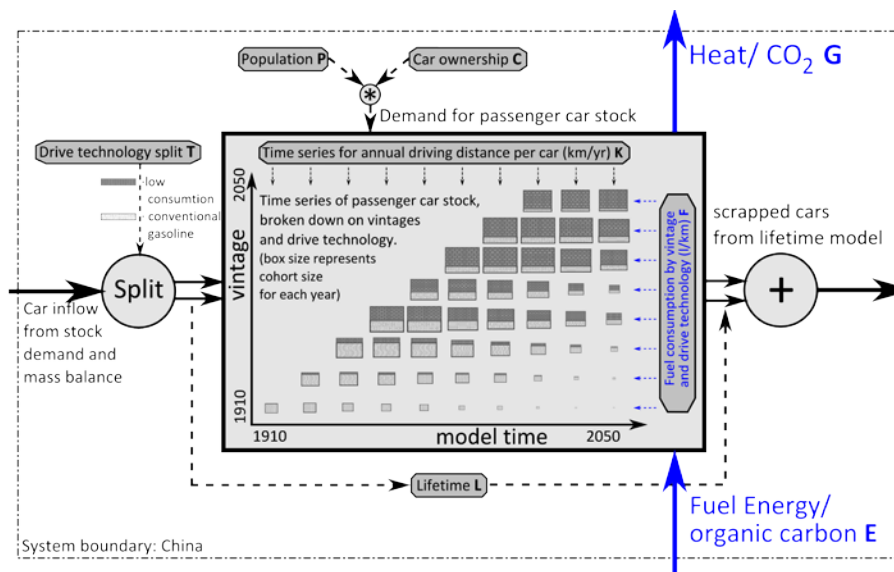 Heat/ CO₂ G
Population P
Car ownership C
*
Demand for passenger car stock
Drive technology split T
low
consumtion
conventional
gasoline
Time series for annual driving distance per car (km/yr) K
2050
vintage
1910
Time series of passenger car stock,
broken down on vintages
and drive technology.
(box size represents
cohort size
for each year)
Fuel consumption by vintage
and drive technology (l/km) F
scrapped cars
from lifetime model
Split
+
Car inflow
from stock
demand and
mass balance
1910
model time
2050
Lifetime L
Fuel Energy/
organic carbon E
System boundary: China